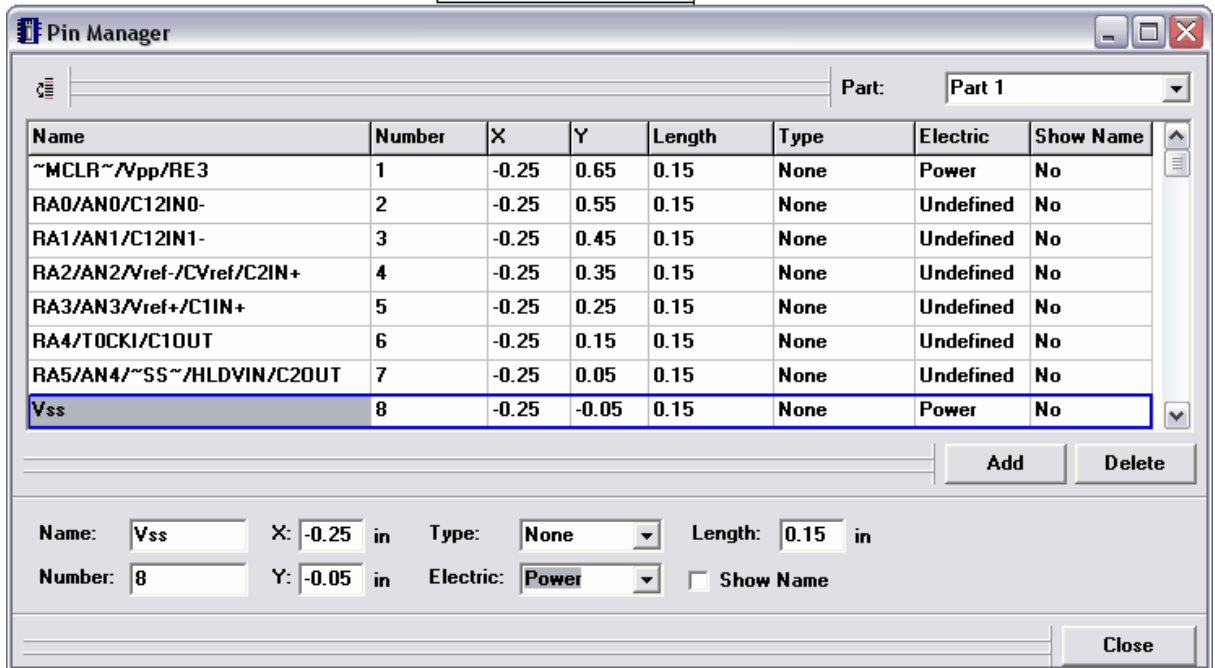 Pin Manager
Part: Part 1
Name Number X Y Length Type Electric Show Name
~MCLR~/Vpp/RE3 1 -0.25 0.65 0.15 None Power No
RA0/AN0/C12IN0- 2 -0.25 0.55 0.15 None Undefined No
RA1/AN1/C12IN1- 3 -0.25 0.45 0.15 None Undefined No
RA2/AN2/Vref-/CVref/C2IN+ 4 -0.25 0.35 0.15 None Undefined No
RA3/AN3/Vref+/C1IN+ 5 -0.25 0.25 0.15 None Undefined No
RA4/T0CKI/C1OUT 6 -0.25 0.15 0.15 None Undefined No
RA5/AN4/~SS~/HLDVIN/C2OUT 7 -0.25 0.05 0.15 None Undefined No
Vss 8 -0.25 -0.05 0.15 None Power No
Add Delete
Name: Vss X: -0.25 in Type: None Length: 0.15 in
Number: 8 Y: -0.05 in Electric: Power Show Name
Close